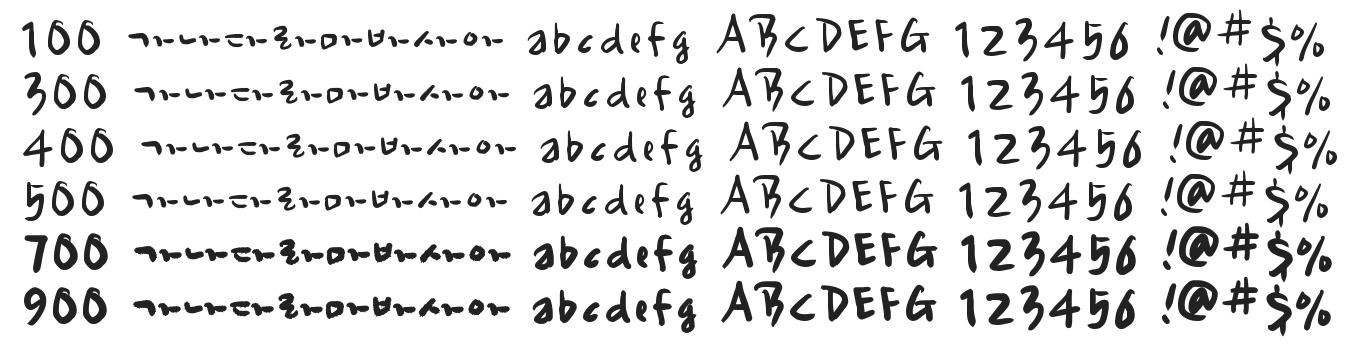 100 가나다라마바사아 abcdefg ABCDEFG 123456 !@#$%
300 가나다라마바사아 abcdefg ABCDEFG 123456 !@#$%
400 가나다라마바사아 abcdefg ABCDEFG 123456 !@#$%
500 가나다라마바사아 abcdefg ABCDEFG 123456 !@#$%
700 가나다라마바사아 abcdefg ABCDEFG 123456 !@#$%
900 가나다라마바사아 abcdefg ABCDEFG 123456 !@#$%